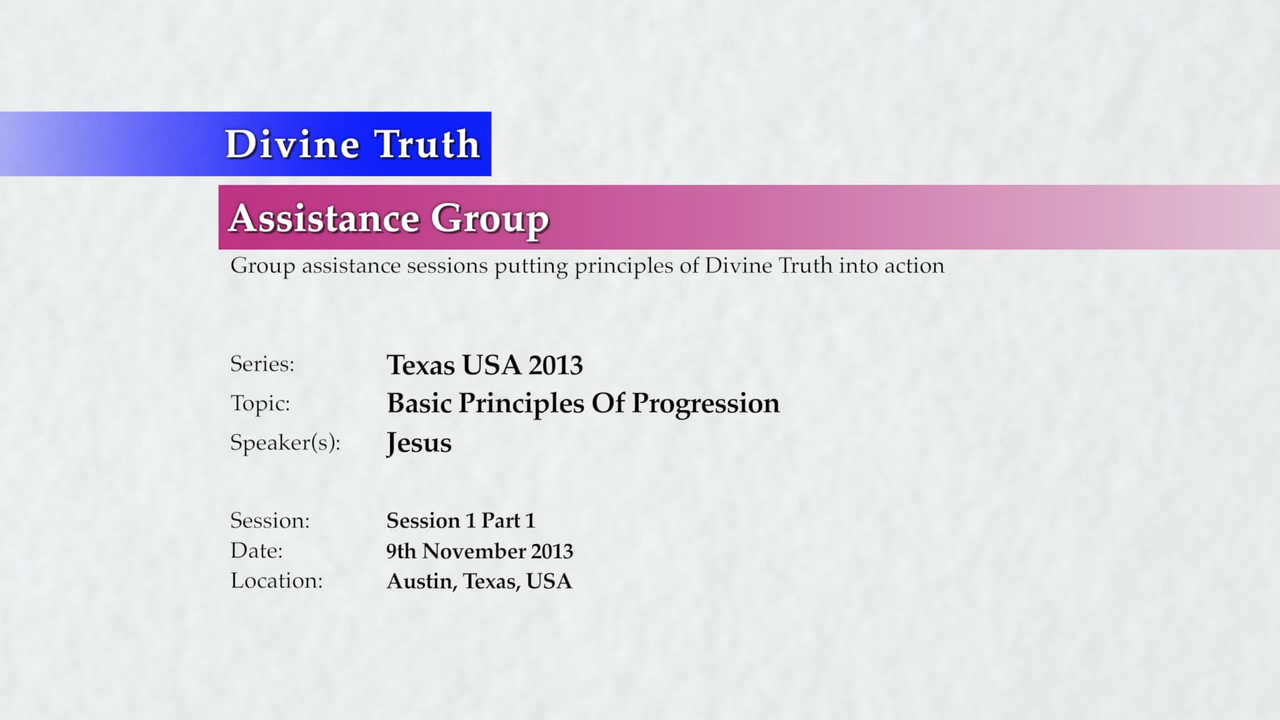 Divine Truth
Assistance Group
Group assistance sessions putting principles of Divine Truth into action
Series: Texas USA 2013
Topic: Basic Principles Of Progression
Speaker(s): Jesus
Session: Session 1 Part 1
Date: 9th November 2013
Location: Austin, Texas, USA